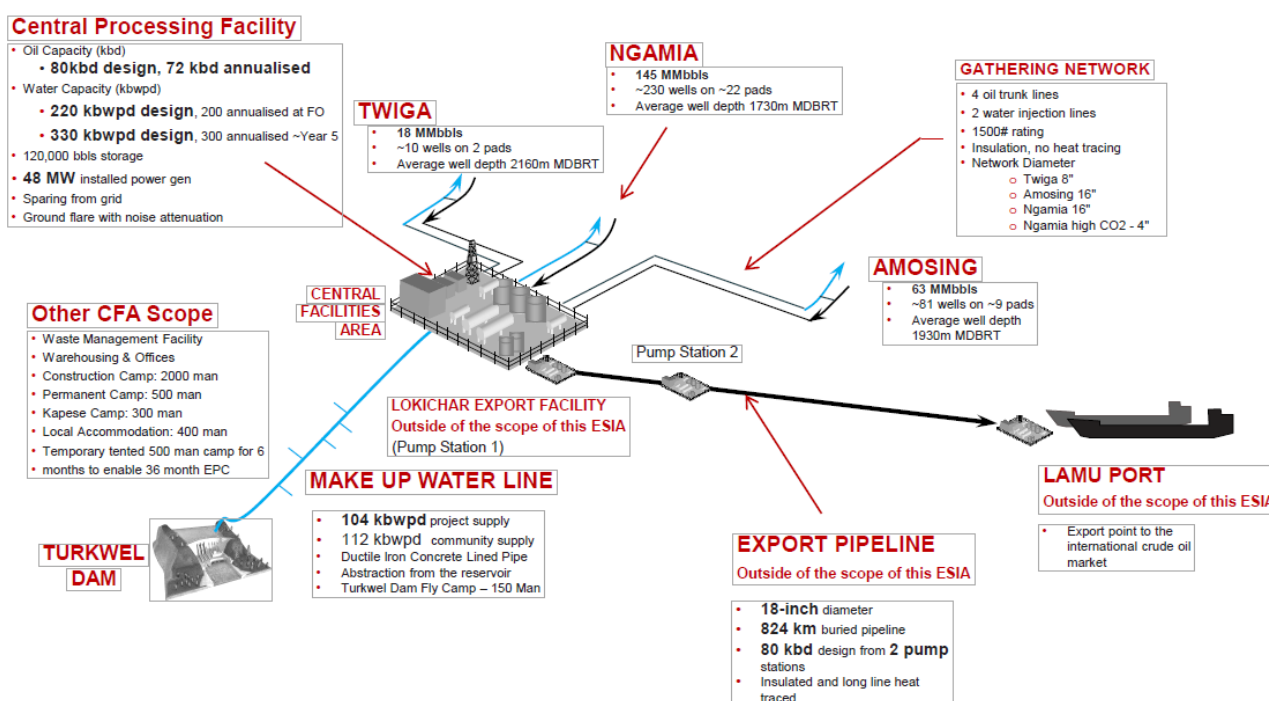 Central Processing Facility
• Oil Capacity (kbd)
• 80kbd design, 72 kbd annualised
• Water Capacity (kbwpd)
• 220 kbwpd design, 200 annualised at FO
• 330 kbwpd design, 300 annualised ~Year 5
• 120,000 bbls storage
• 48 MW installed power gen
• Sparing from grid
• Ground flare with noise attenuation
TWIGA
• 18 MMbbls
• ~10 wells on 2 pads
• Average well depth 2160m MDBRT
NGAMIA
• 145 MMbbls
• ~230 wells on ~22 pads
• Average well depth 1730m MDBRT
GATHERING NETWORK
• 4 oil trunk lines
• 2 water injection lines
• 1500# rating
• Insulation, no heat tracing
• Network Diameter
o Twiga 8"
o Amosing 16"
o Ngamia 16"
o Ngamia high CO2 - 4"
AMOSING
• 63 MMbbls
• ~81 wells on ~9 pads
• Average well depth
1930m MDBRT
CENTRAL
FACILITIES
AREA
Other CFA Scope
• Waste Management Facility
• Warehousing & Offices
• Construction Camp: 2000 man
• Permanent Camp: 500 man
• Kapese Camp: 300 man
• Local Accommodation: 400 man
• Temporary tented 500 man camp for 6
• months to enable 36 month EPC
Pump Station 2
LOKICHAR EXPORT FACILITY
Outside of the scope of this ESIA
(Pump Station 1)
MAKE UP WATER LINE
• 104 kbwpd project supply
• 112 kbwpd community supply
• Ductile Iron Concrete Lined Pipe
• Abstraction from the reservoir
• Turkwel Dam Fly Camp – 150 Man
TURKWEL
DAM
EXPORT PIPELINE
Outside of the scope of this ESIA
• 18-inch diameter
• 824 km buried pipeline
• 80 kbd design from 2 pump
stations
• Insulated and long line heat
traced
LAMU PORT
Outside of the scope of this ESIA
• Export point to the
international crude oil
market